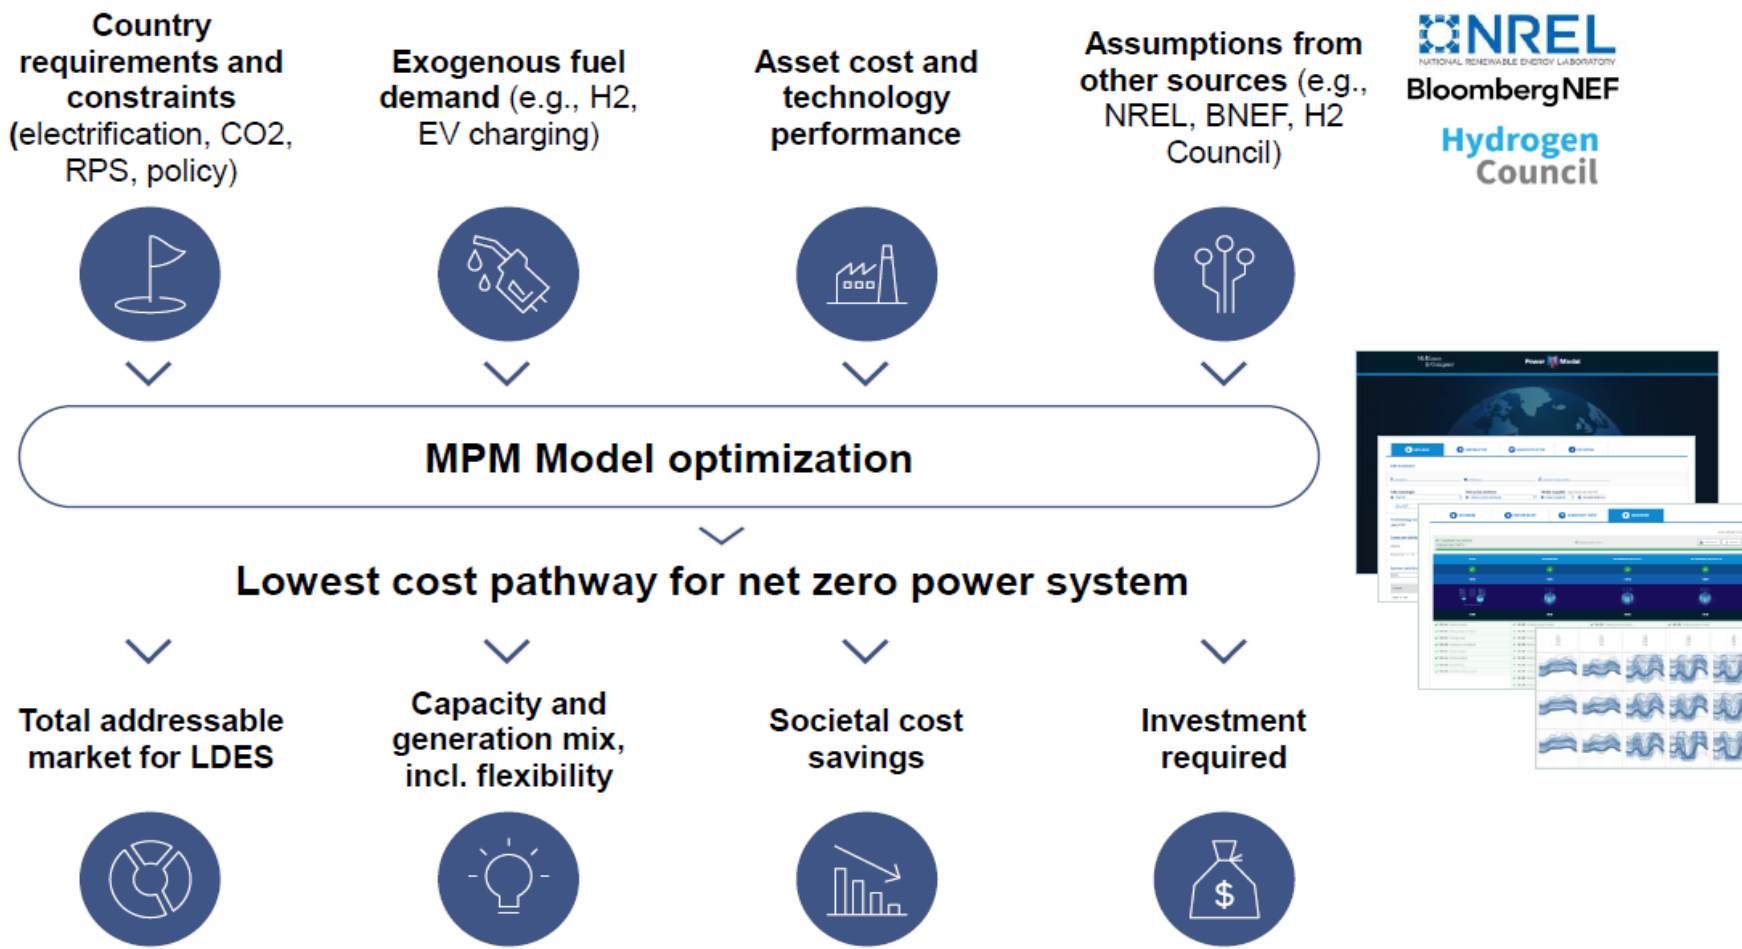 Country
requirements and
constraints
(electrification, CO2,
RPS, policy)
Exogenous fuel
demand (e.g., H2,
EV charging)
Asset cost and
technology
performance
Assumptions from
other sources (e.g.,
NREL, BNEF, H2
Council)
NREL
NATIONAL RENEWABLE ENERGY LABORATORY
BloombergNEF
Hydrogen
Council
MPM Model optimization
Power Model
Lowest cost pathway for net zero power system
Total addressable
market for LDES
Capacity and
generation mix,
incl. flexibility
Societal cost
savings
Investment
required
$